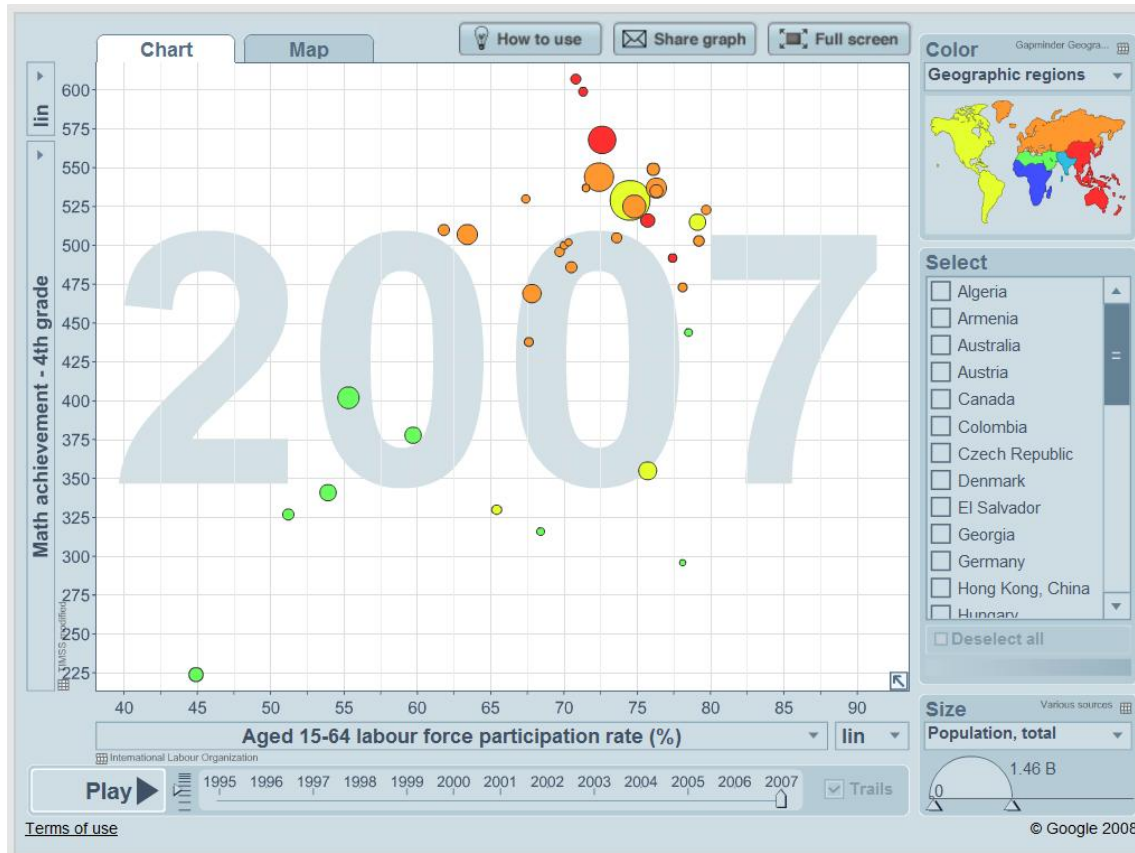 Chart
Map
How to use
Share graph
Full screen
Color
Gapminder Geogra...
Geographic regions
lin
Math achievement - 4th grade
TIMSS modified
600
575
550
525
500
475
450
425
400
375
350
325
300
275
250
225
2007
40 45 50 55 60 65 70 75 80 85 90
Aged 15-64 labour force participation rate (%)
lin
International Labour Organization
Select
Algeria
Armenia
Australia
Austria
Canada
Colombia
Czech Republic
Denmark
El Salvador
Georgia
Germany
Hong Kong, China
Hungary
Deselect all
Size
Various sources
Population, total
1.46 B
0
Play
1995 1996 1997 1998 1999 2000 2001 2002 2003 2004 2005 2006 2007
Trails
Terms of use
© Google 2008